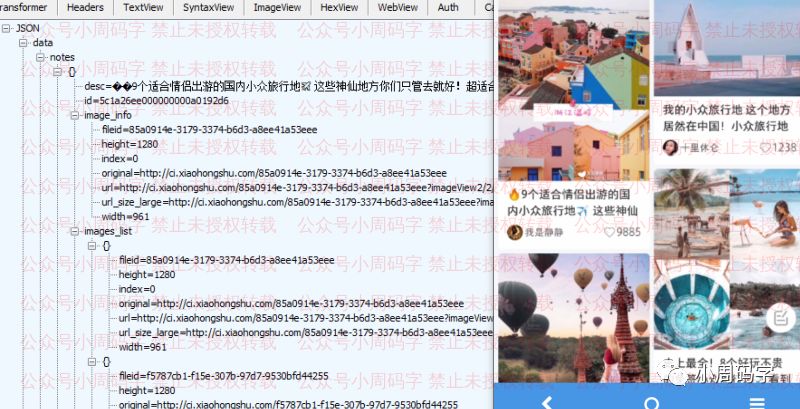 ransformer Headers TextView SyntaxView ImageView HexView WebView Auth Ca
公众号小周码字 禁止未授权转载
JSON
data
notes
{}
desc=��9个适合情侣出游的国内小众旅行地 这些神仙地方你们只管去就好！超适合
id=5c1a26ee000000000a0192d6
image_info
fileid=85a0914e-3179-3374-b6d3-a8ee41a53eee
height=1280
index=0
original=http://ci.xiaohongshu.com/85a0914e-3179-3374-b6d3-a8ee41a53eee
url=http://ci.xiaohongshu.com/85a0914e-3179-3374-b6d3-a8ee41a53eee?imageView2/2/
url_size_large=http://ci.xiaohongshu.com/85a0914e-3179-3374-b6d3-a8ee41a53eee?ima
width=961
images_list
{}
fileid=85a0914e-3179-3374-b6d3-a8ee41a53eee
height=1280
index=0
original=http://ci.xiaohongshu.com/85a0914e-3179-3374-b6d3-a8ee41a53eee
url=http://ci.xiaohongshu.com/85a0914e-3179-3374-b6d3-a8ee41a53eee?imageView
url_size_large=http://ci.xiaohongshu.com/85a0914e-3179-3374-b6d3-a8ee41a53eee?
width=961
{}
fileid=f5787cb1-f15e-307b-97d7-9530bfd44255
height=1280
original=http://ci.xiaohongshu.com/f5787cb1-f15e-307b-97d7-9530bfd44255
浙江温岭
🔥9个适合情侣出游的国
内小众旅行地✈️ 这些神仙
我是静静 ♡9885
我的小众旅行地 这个地方
居然在中国！小众旅行地
十里休仓 ♡1238
上最全！8个好玩不贵
小周码字